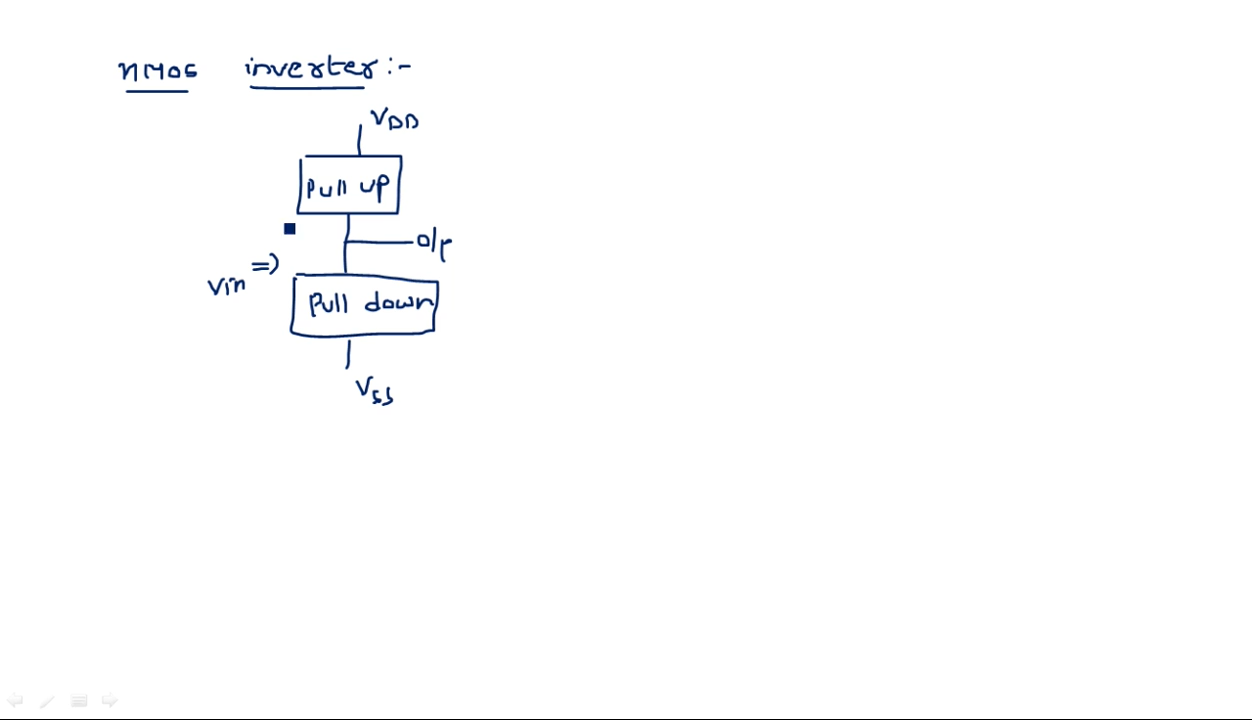 nMOS inverter:-
VDD
Pull up
o/p
Vin =>
Pull down
VSS